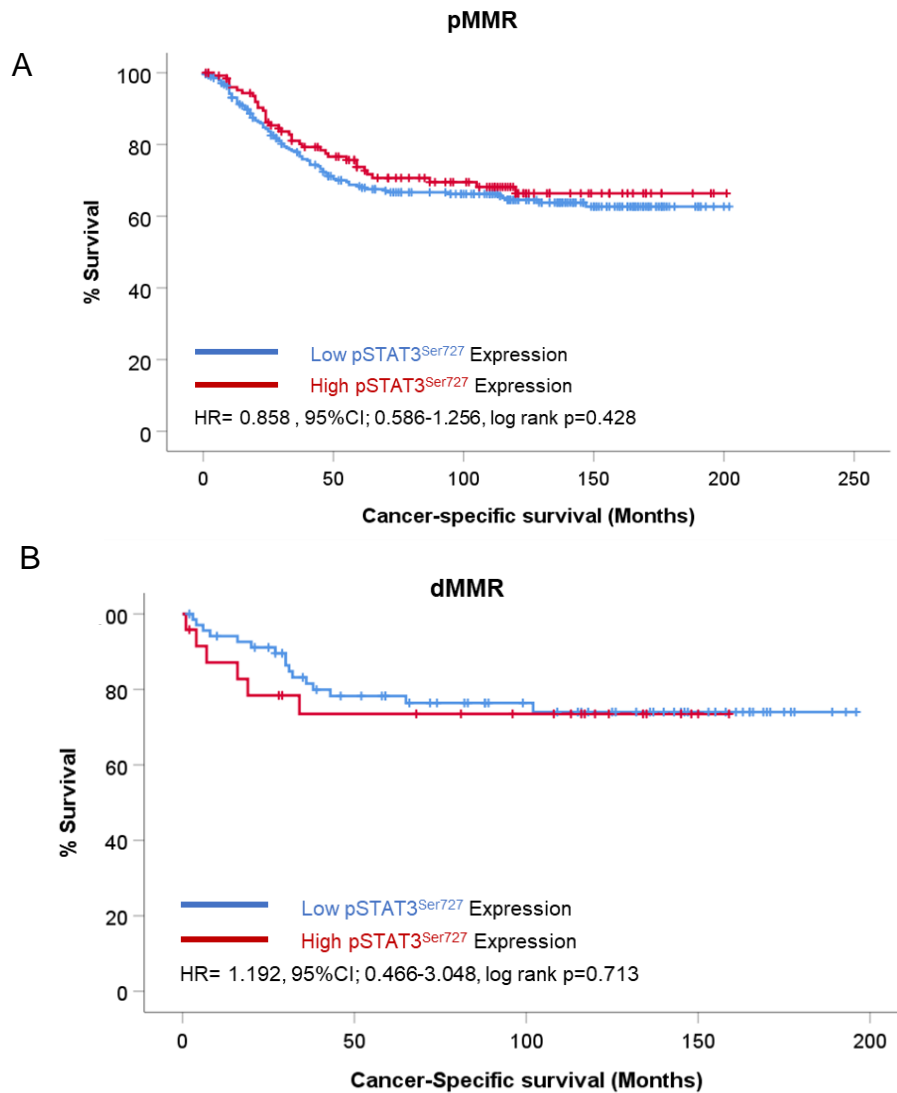 pMMR
A
100
80
60
40
20
0
% Survival
Low pSTAT3Ser727 Expression
High pSTAT3Ser727 Expression
HR= 0.858 , 95%CI; 0.586-1.256, log rank p=0.428
0 50 100 150 200 250
Cancer-specific survival (Months)
B
dMMR
00
80
60
40
20
0
% Survival
Low pSTAT3Ser727 Expression
High pSTAT3Ser727 Expression
HR= 1.192, 95%CI; 0.466-3.048, log rank p=0.713
0 50 100 150 200
Cancer-Specific survival (Months)